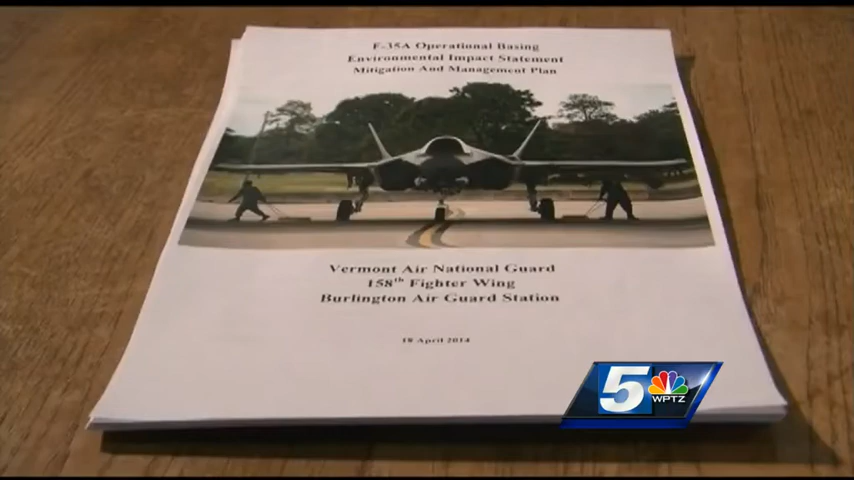 F-35A Operational Basing
Environmental Impact Statement
Mitigation And Management Plan
Vermont Air National Guard
158th Fighter Wing
Burlington Air Guard Station
18 April 2014
5
WPTZ